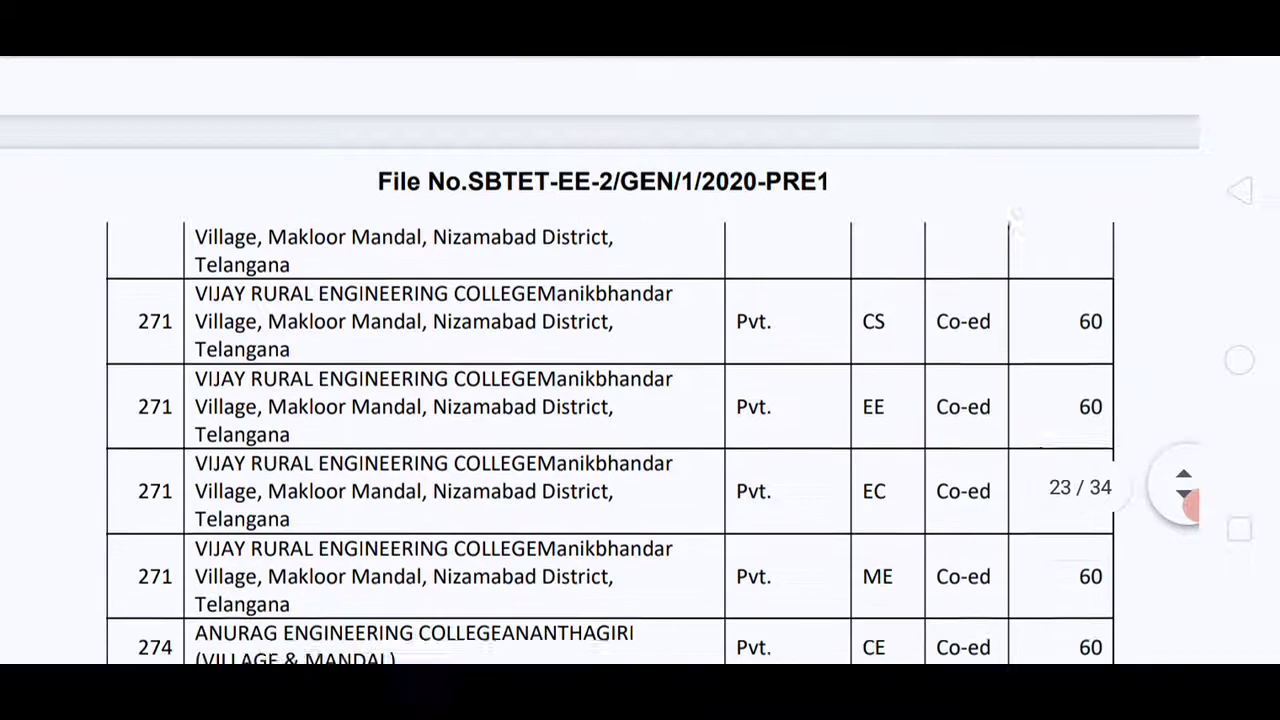 File No.SBTET-EE-2/GEN/1/2020-PRE1
Village, Makloor Mandal, Nizamabad District,
Telangana
271 VIJAY RURAL ENGINEERING COLLEGEManikbhandar
Village, Makloor Mandal, Nizamabad District,
Telangana Pvt. CS Co-ed 60
271 VIJAY RURAL ENGINEERING COLLEGEManikbhandar
Village, Makloor Mandal, Nizamabad District,
Telangana Pvt. EE Co-ed 60
271 VIJAY RURAL ENGINEERING COLLEGEManikbhandar
Village, Makloor Mandal, Nizamabad District,
Telangana Pvt. EC Co-ed
23 / 34
271 VIJAY RURAL ENGINEERING COLLEGEManikbhandar
Village, Makloor Mandal, Nizamabad District,
Telangana Pvt. ME Co-ed 60
274 ANURAG ENGINEERING COLLEGEANANTHAGIRI
(VILLAGE & MANDAL) Pvt. CE Co-ed 60